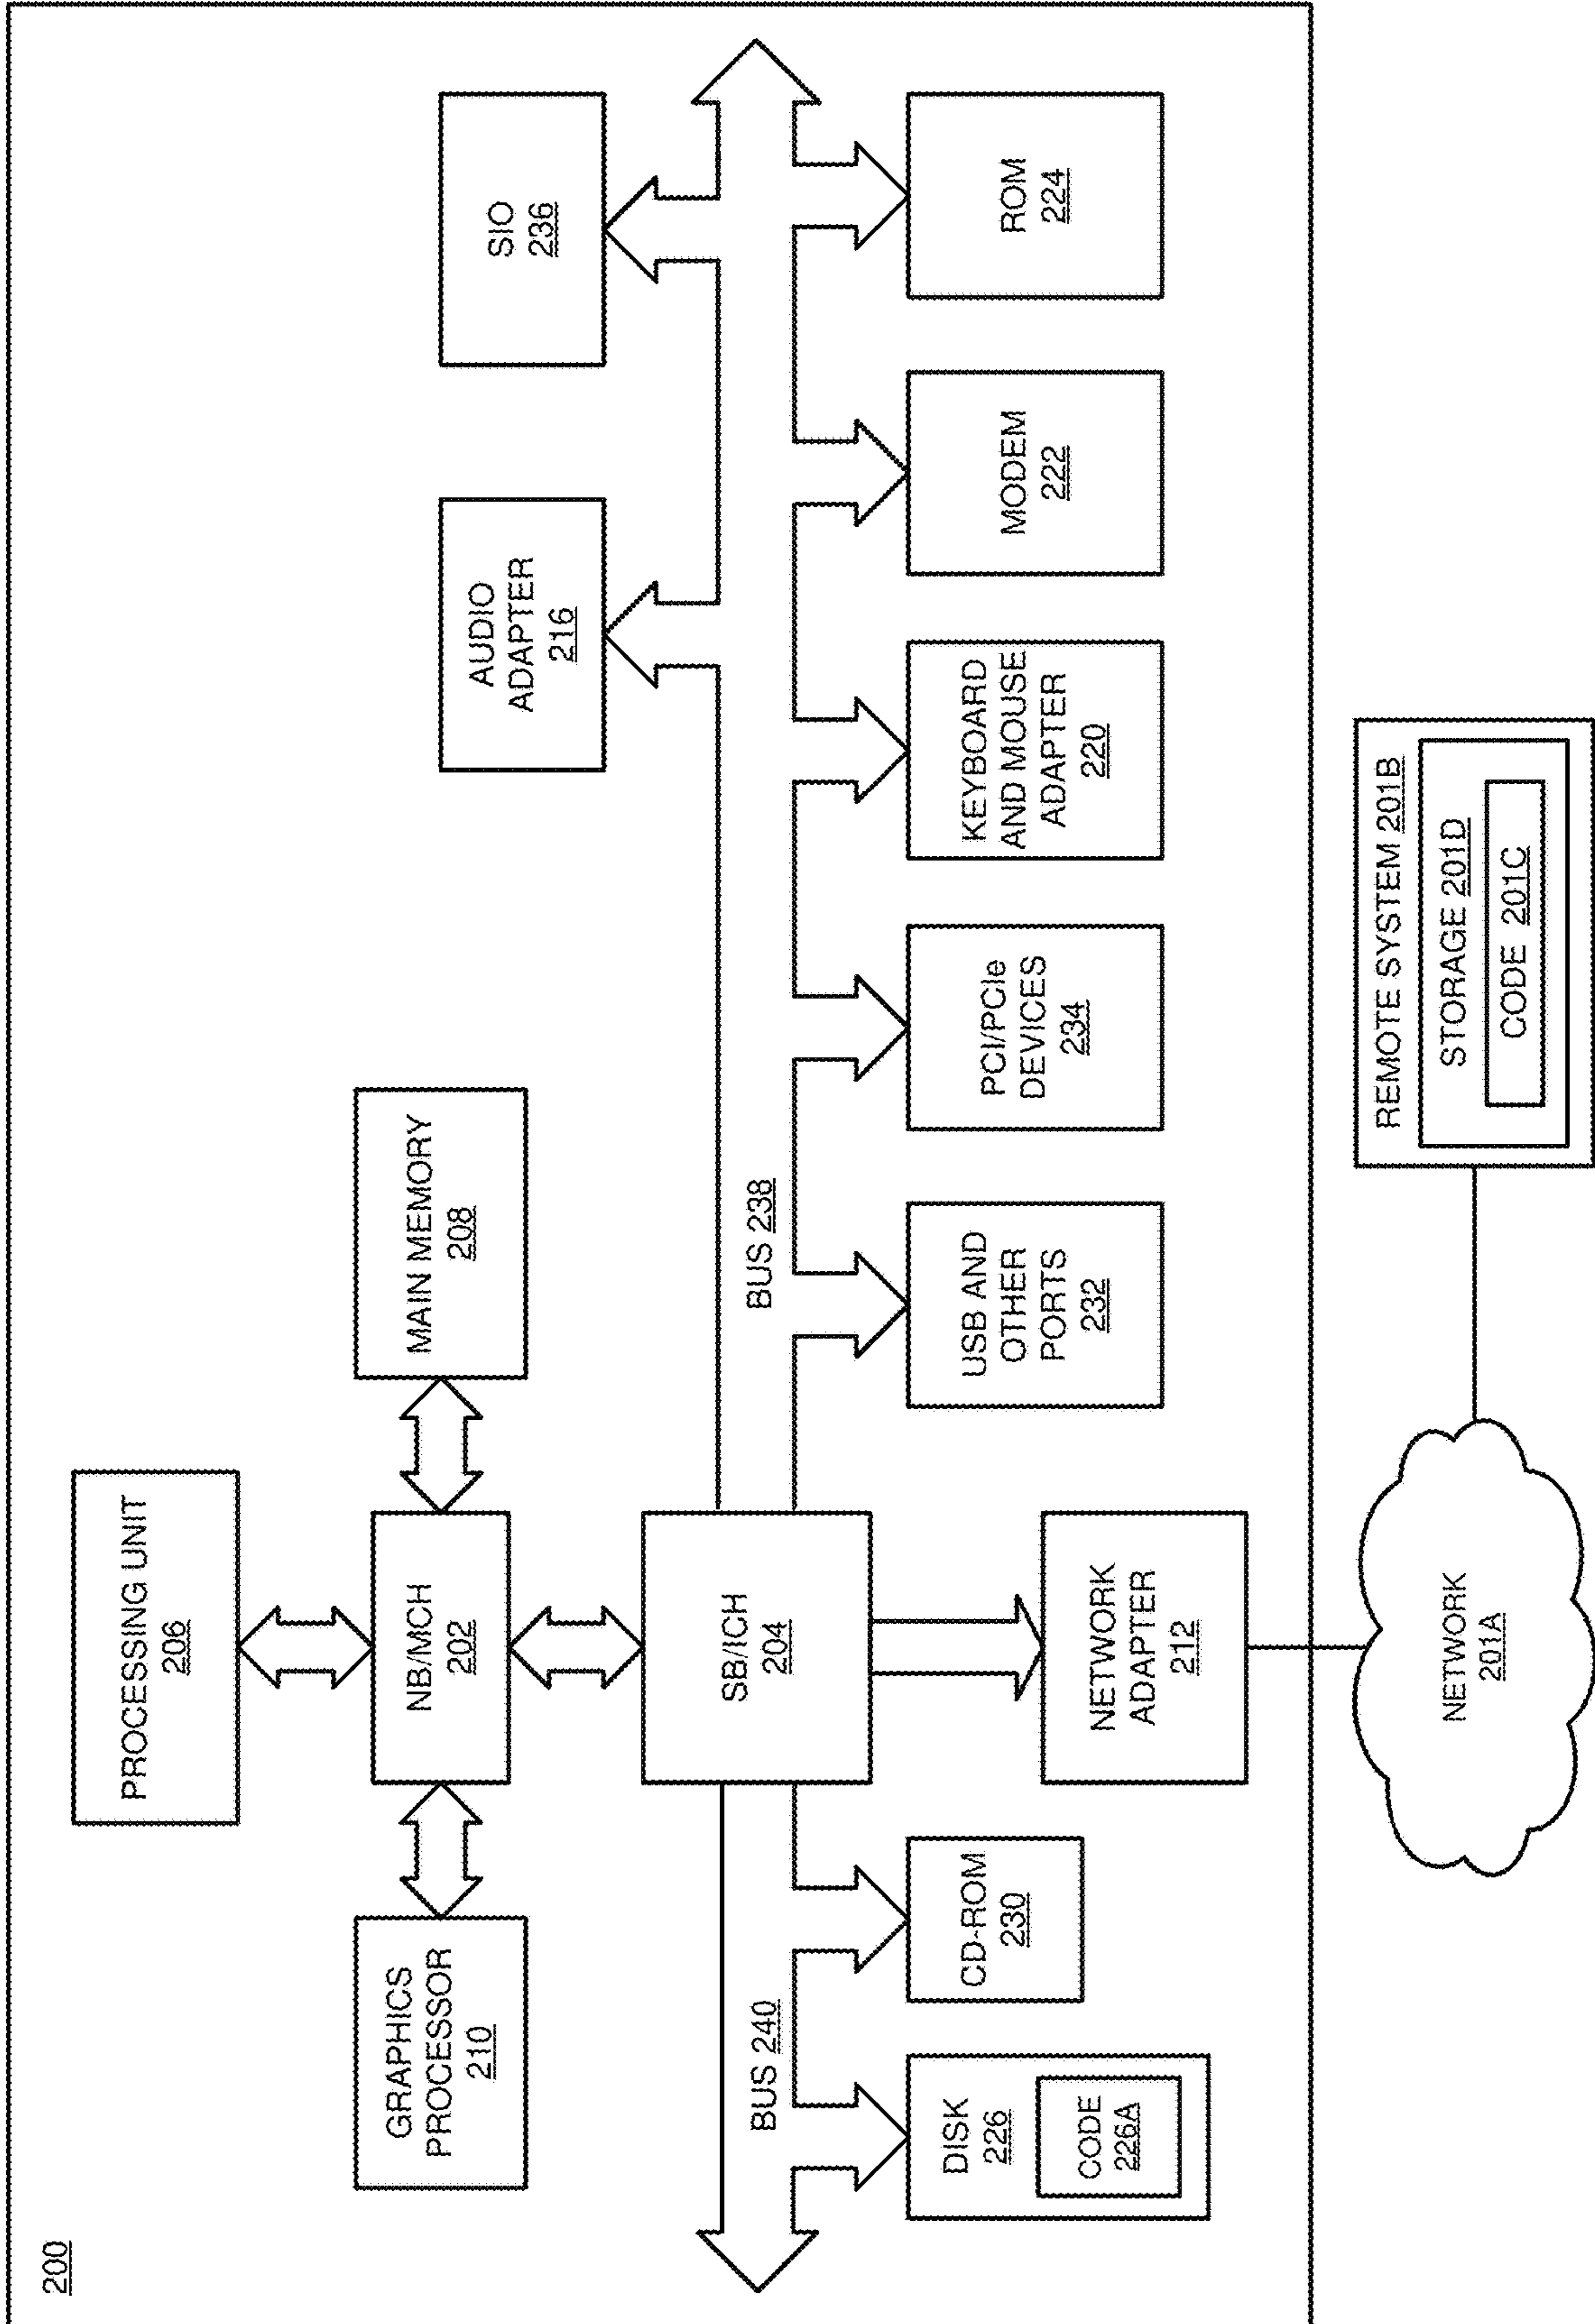 200
PROCESSING UNIT
206
GRAPHICS
PROCESSOR
210
NB/MCH
202
MAIN MEMORY
208
AUDIO
ADAPTER
216
SIO
236
SB/ICH
204
BUS 240
BUS 238
DISK
226
CODE
226A
CD-ROM
230
NETWORK
ADAPTER
212
USB AND
OTHER
PORTS
232
PCI/PCIe
DEVICES
234
KEYBOARD
AND MOUSE
ADAPTER
220
MODEM
222
ROM
224
NETWORK
201A
REMOTE SYSTEM 201B
STORAGE 201D
CODE 201C